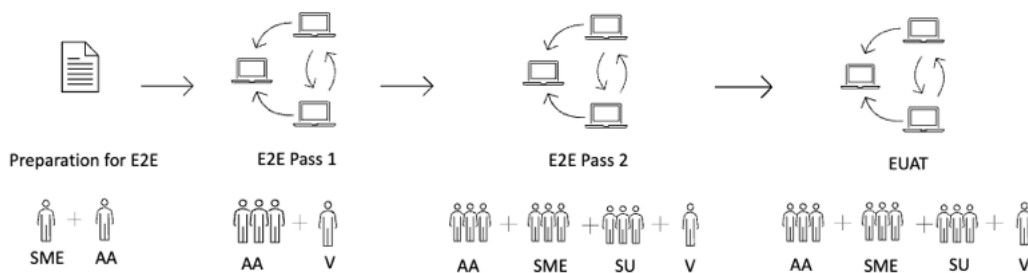 Preparation for E2E
E2E Pass 1
E2E Pass 2
EUAT
SME
AA
AA
V
AA
SME
SU
V
AA
SME
SU
V